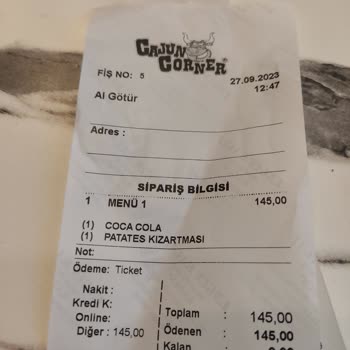 CAJUN
CORNER
FİŞ NO: 5
27.09.2023
12:47
Al Götür
Adres :
SİPARİŞ BİLGİSİ
1 MENÜ 1 145,00
(1) COCA COLA
(1) PATATES KIZARTMASI
Not:
Ödeme: Ticket
Nakit :
Kredi K:
Online:
Diğer : 145,00
Toplam : 145,00
Ödenen : 145,00
Kalan